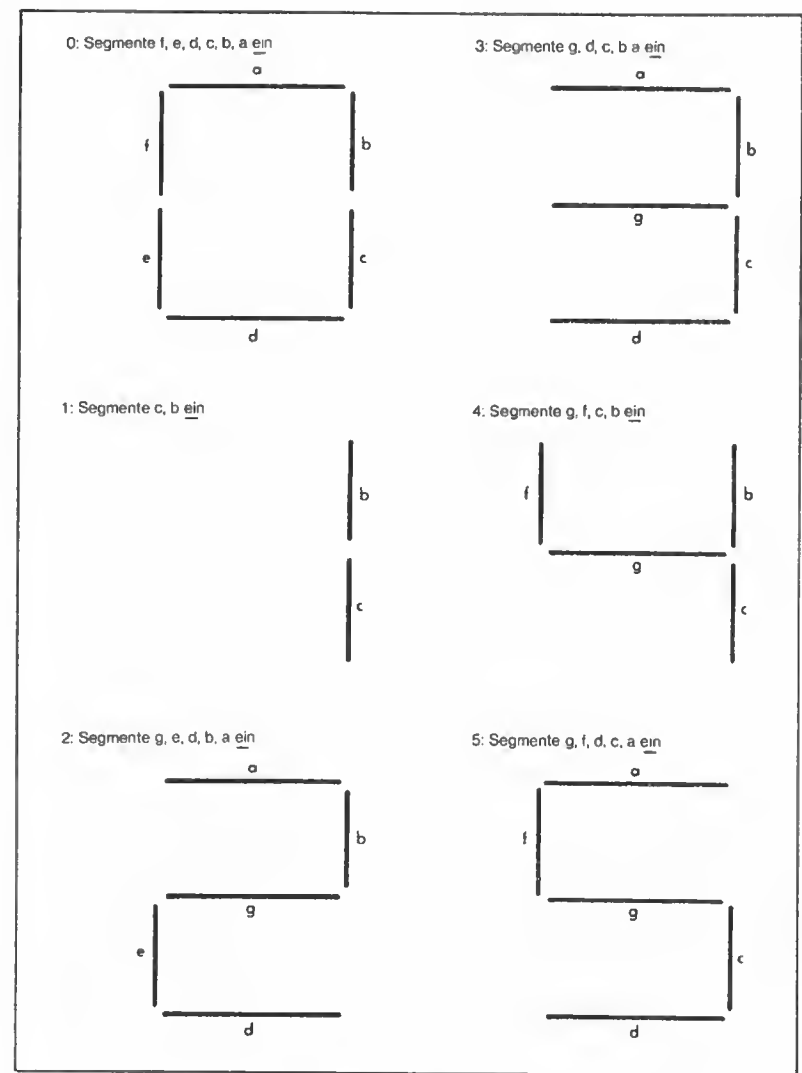 0: Segmente f, e, d, c, b, a ein
a
f
b
e
c
d
1: Segmente c, b ein
b
c
2: Segmente g, e, d, b, a ein
a
b
g
e
d
3: Segmente g, d, c, b a ein
a
b
g
c
d
4: Segmente g, f, c, b ein
f
b
g
c
5: Segmente g, f, d, c, a ein
a
f
g
c
d